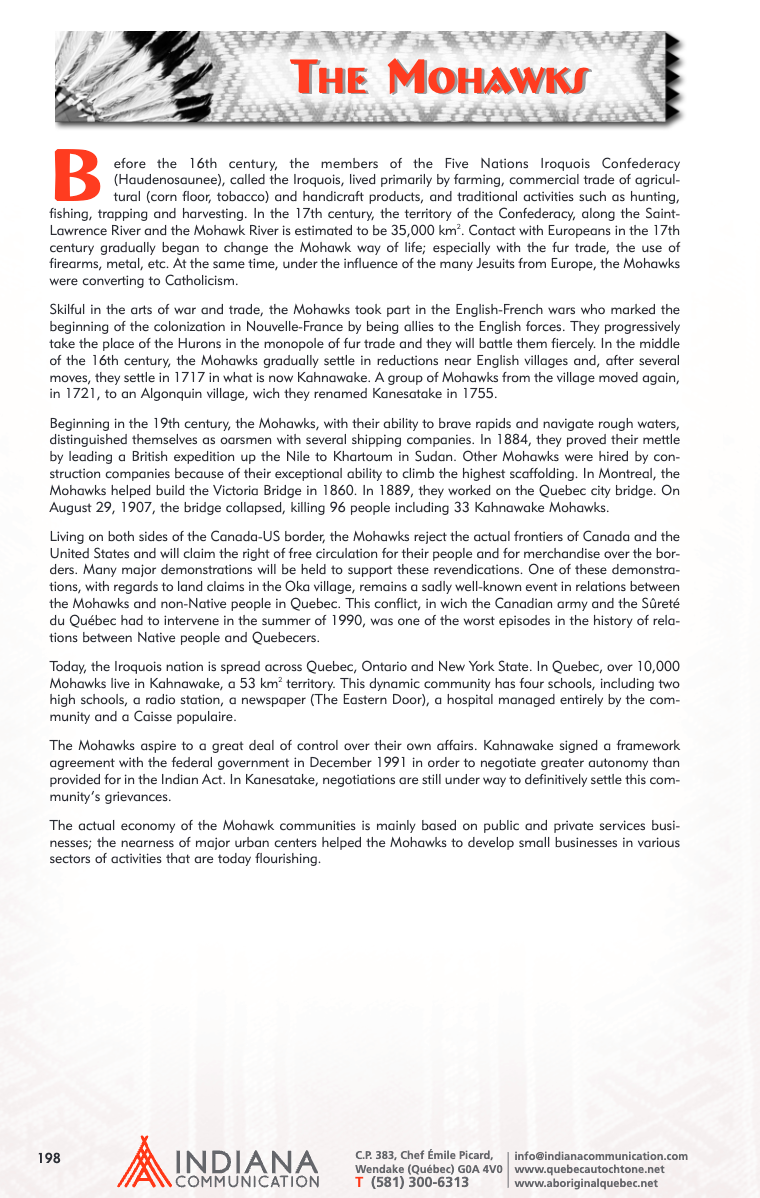 THE MOHAWKS
Before the 16th century, the members of the Five Nations Iroquois Confederacy
(Haudenosaunee), called the Iroquois, lived primarily by farming, commercial trade of agricul-
tural (corn floor, tobacco) and handicraft products, and traditional activities such as hunting,
fishing, trapping and harvesting. In the 17th century, the territory of the Confederacy, along the Saint-
Lawrence River and the Mohawk River is estimated to be 35,000 km². Contact with Europeans in the 17th
century gradually began to change the Mohawk way of life; especially with the fur trade, the use of
firearms, metal, etc. At the same time, under the influence of the many Jesuits from Europe, the Mohawks
were converting to Catholicism.
Skilful in the arts of war and trade, the Mohawks took part in the English-French wars who marked the
beginning of the colonization in Nouvelle-France by being allies to the English forces. They progressively
take the place of the Hurons in the monopole of fur trade and they will battle them fiercely. In the middle
of the 16th century, the Mohawks gradually settle in reductions near English villages and, after several
moves, they settle in 1717 in what is now Kahnawake. A group of Mohawks from the village moved again,
in 1721, to an Algonquin village, wich they renamed Kanesatake in 1755.
Beginning in the 19th century, the Mohawks, with their ability to brave rapids and navigate rough waters,
distinguished themselves as oarsmen with several shipping companies. In 1884, they proved their mettle
by leading a British expedition up the Nile to Khartoum in Sudan. Other Mohawks were hired by con-
struction companies because of their exceptional ability to climb the highest scaffolding. In Montreal, the
Mohawks helped build the Victoria Bridge in 1860. In 1889, they worked on the Quebec city bridge. On
August 29, 1907, the bridge collapsed, killing 96 people including 33 Kahnawake Mohawks.
Living on both sides of the Canada-US border, the Mohawks reject the actual frontiers of Canada and the
United States and will claim the right of free circulation for their people and for merchandise over the bor-
ders. Many major demonstrations will be held to support these revendications. One of these demonstra-
tions, with regards to land claims in the Oka village, remains a sadly well-known event in relations between
the Mohawks and non-Native people in Quebec. This conflict, in wich the Canadian army and the Sûreté
du Québec had to intervene in the summer of 1990, was one of the worst episodes in the history of rela-
tions between Native people and Quebecers.
Today, the Iroquois nation is spread across Quebec, Ontario and New York State. In Quebec, over 10,000
Mohawks live in Kahnawake, a 53 km² territory. This dynamic community has four schools, including two
high schools, a radio station, a newspaper (The Eastern Door), a hospital managed entirely by the com-
munity and a Caisse populaire.
The Mohawks aspire to a great deal of control over their own affairs. Kahnawake signed a framework
agreement with the federal government in December 1991 in order to negotiate greater autonomy than
provided for in the Indian Act. In Kanesatake, negotiations are still under way to definitively settle this com-
munity's grievances.
The actual economy of the Mohawk communities is mainly based on public and private services busi-
nesses; the nearness of major urban centers helped the Mohawks to develop small businesses in various
sectors of activities that are today flourishing.
198
INDIANA
COMMUNICATION
C.P. 383, Chef Émile Picard,
Wendake (Québec) G0A 4V0
T (581) 300-6313
info@indianacommunication.com
www.quebecautochtone.net
www.aboriginalquebec.net